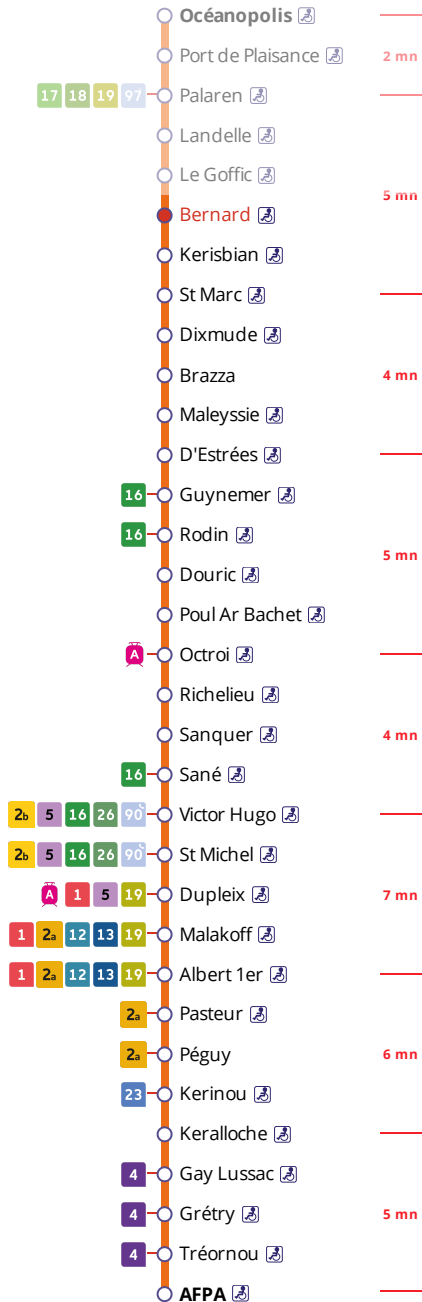 Océanopolis
Port de Plaisance 2 mn
17 18 19 97 Palaren
Landelle
Le Goffic
5 mn
Bernard
Kerisbian
St Marc
Dixmude
Brazza 4 mn
Maleyssie
D'Estrées
16 Guynemer
16 Rodin
5 mn
Douric
Poul Ar Bachet
A Octroi
Richelieu
Sanquer 4 mn
16 Sané
2b 5 16 26 90 Victor Hugo
2b 5 16 26 90 St Michel
A 1 5 19 Dupleix 7 mn
1 2a 12 13 19 Malakoff
1 2a 12 13 19 Albert 1er
2a Pasteur
2a Péguy 6 mn
23 Kerinou
Keralloche
4 Gay Lussac
4 Grétry 5 mn
4 Tréornou
AFPA